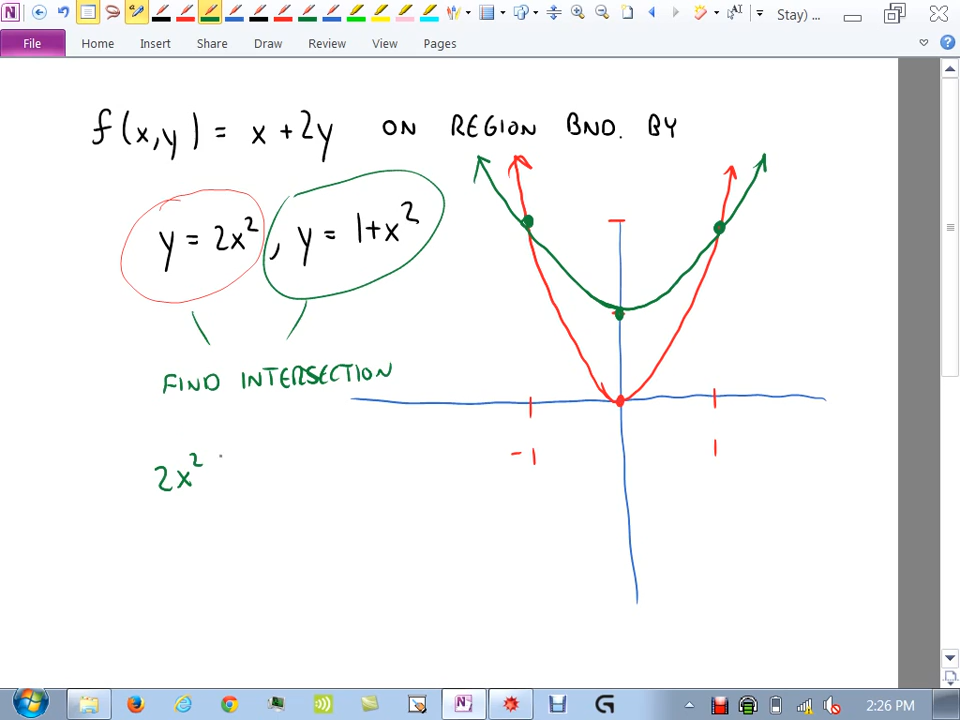 Stay) ...
File Home Insert Share Draw Review View Pages
f(x,y) = x + 2y ON REGION BND. BY
y = 2x², y = 1+x²
FIND INTERSECTION
-1 1
2x²
2:26 PM